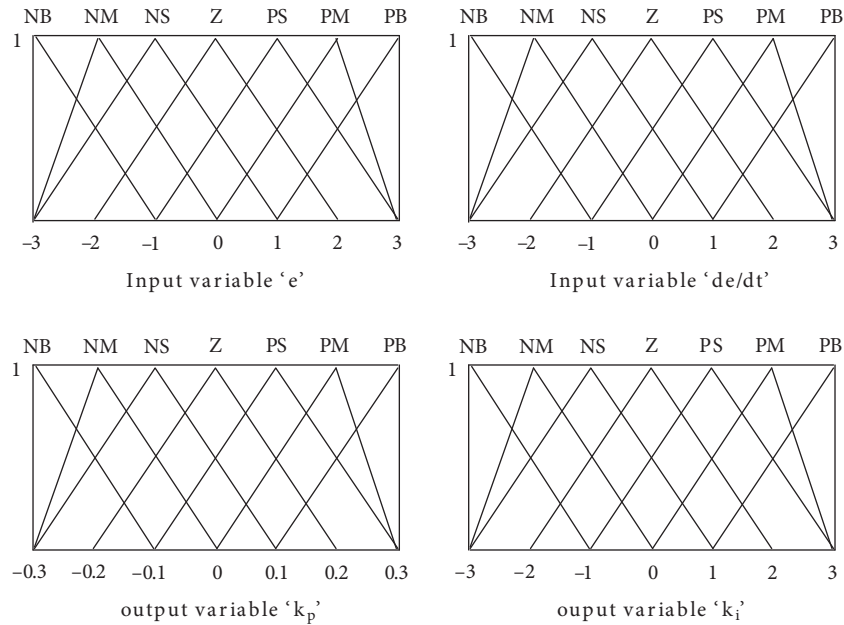 NB NM NS Z PS PM PB
1
–3 –2 –1 0 1 2 3
Input variable ‘e’
NB NM NS Z PS PM PB
1
–3 –2 –1 0 1 2 3
Input variable ‘de/dt’
NB NM NS Z PS PM PB
1
–0.3 –0.2 –0.1 0 0.1 0.2 0.3
output variable ‘kp’
NB NM NS Z PS PM PB
1
–3 –2 –1 0 1 2 3
ouput variable ‘ki’